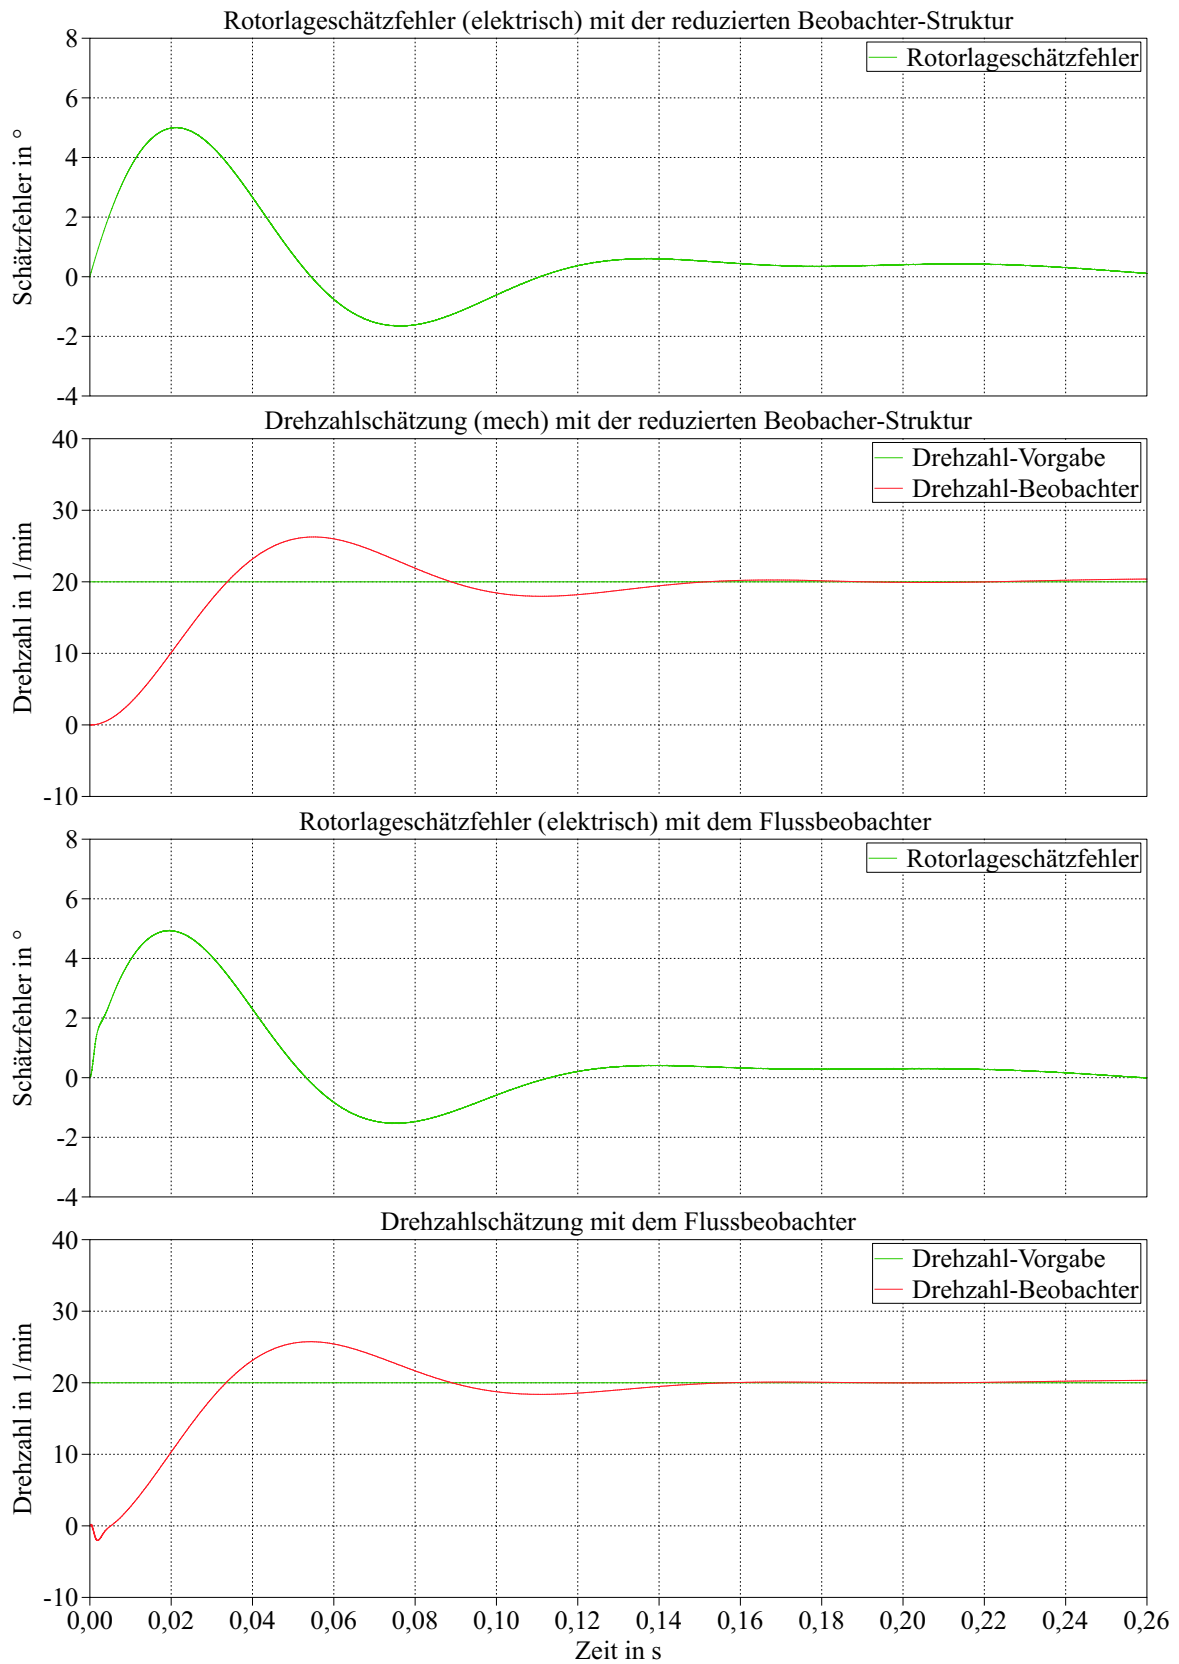 Rotorlageschätzfehler (elektrisch) mit der reduzierten Beobachter-Struktur
8
Rotorlageschätzfehler
6
4
2
0
-2
-4
Schätzfehler in °
Drehzahlschätzung (mech) mit der reduzierten Beobacher-Struktur
40
Drehzahl-Vorgabe
Drehzahl-Beobachter
30
20
10
0
-10
Drehzahl in 1/min
Rotorlageschätzfehler (elektrisch) mit dem Flussbeobachter
8
Rotorlageschätzfehler
6
4
2
0
-2
-4
Schätzfehler in °
Drehzahlschätzung mit dem Flussbeobachter
40
Drehzahl-Vorgabe
Drehzahl-Beobachter
30
20
10
0
-10
Drehzahl in 1/min
0,00 0,02 0,04 0,06 0,08 0,10 0,12 0,14 0,16 0,18 0,20 0,22 0,24 0,26
Zeit in s